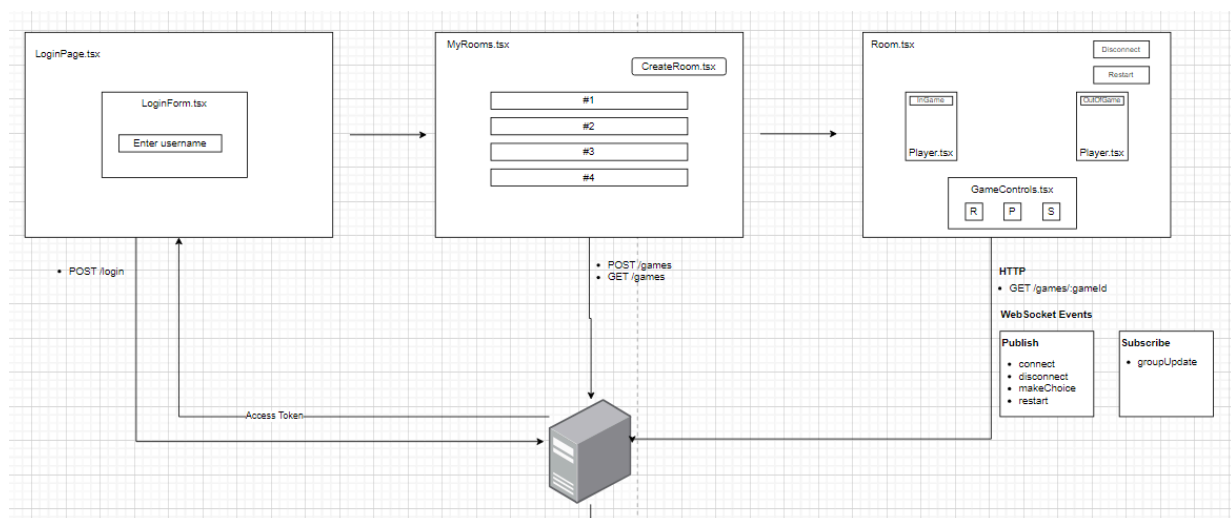 LoginPage.tsx
LoginForm.tsx
Enter username
POST /login
MyRooms.tsx
CreateRoom.tsx
#1
#2
#3
#4
POST /games
GET /games
Room.tsx
Disconnect
Restart
InGame
OutOfGame
Player.tsx
Player.tsx
GameControls.tsx
R P S
HTTP
GET /games/:gameId
WebSocket Events
Publish
connect
disconnect
makeChoice
restart
Subscribe
groupUpdate
Access Token